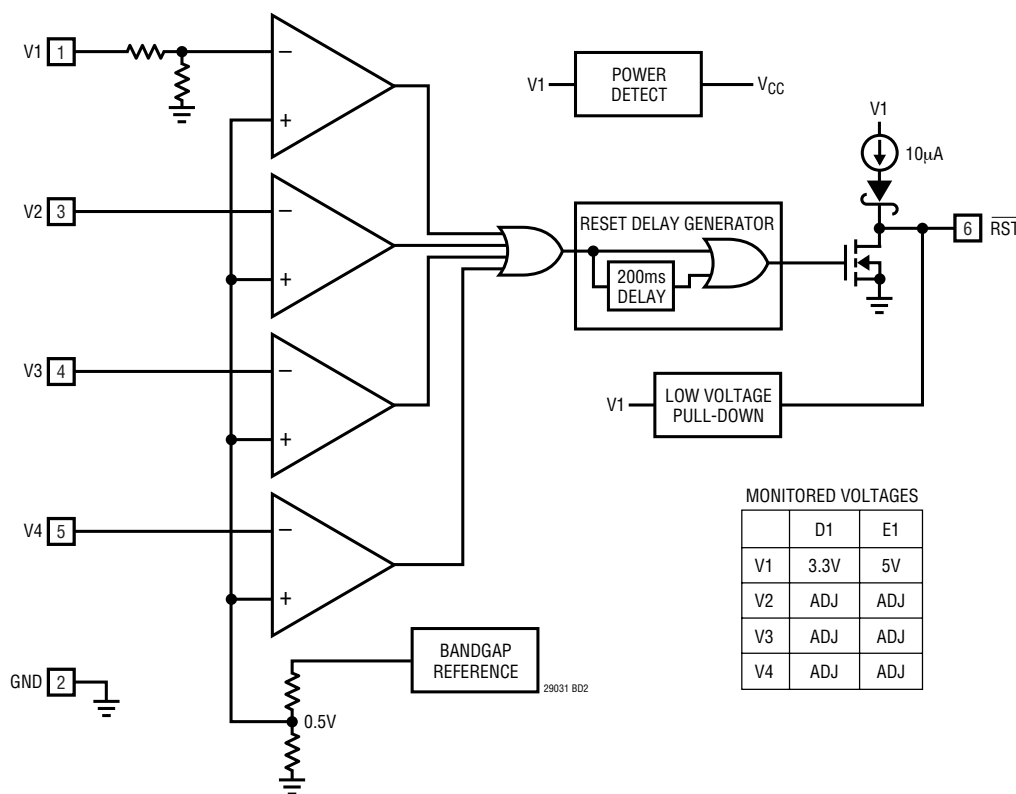 V1 1
−
+
POWER
DETECT
V1
VCC
V1
10μA
V2 3
−
+
RESET DELAY GENERATOR
200ms
DELAY
6 R̅S̅T̅
V3 4
−
+
V1
LOW VOLTAGE
PULL-DOWN
V4 5
−
+
MONITORED VOLTAGES
D1 E1
V1 3.3V 5V
V2 ADJ ADJ
V3 ADJ ADJ
V4 ADJ ADJ
BANDGAP
REFERENCE
29031 BD2
GND 2
0.5V